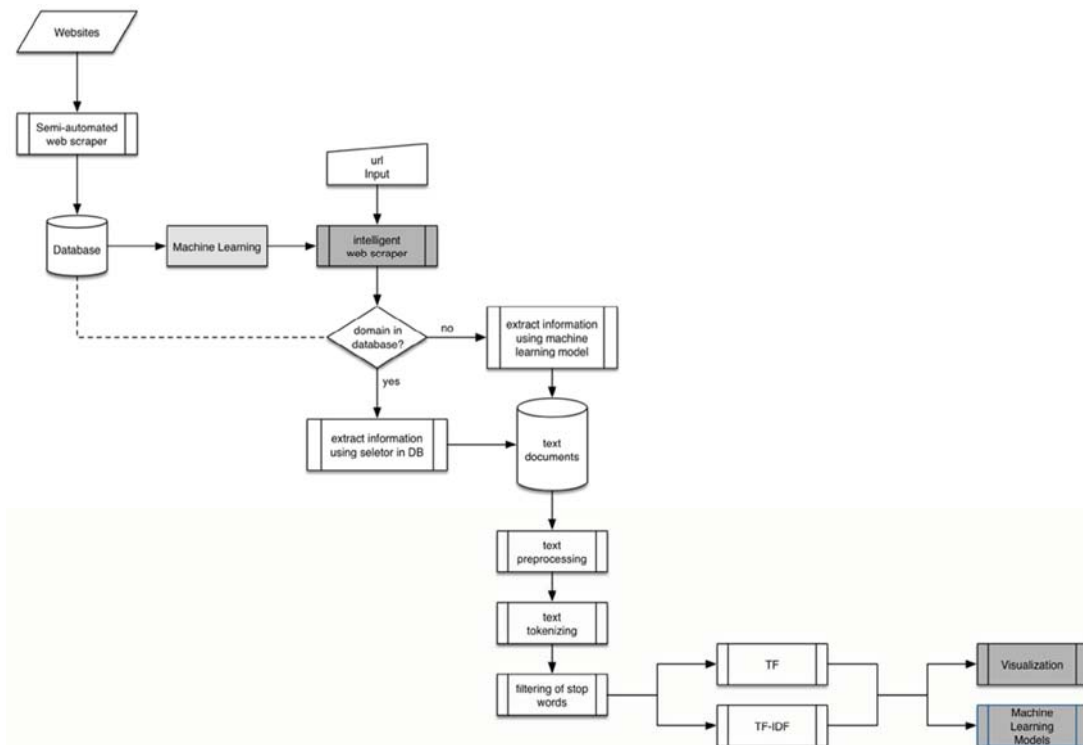 Websites
Semi-automated
web scraper
url
Input
Database
Machine Learning
intelligent
web scraper
domain in
database?
no
extract information
using machine
learning model
yes
extract information
using seletor in DB
text
documents
text
preprocessing
text
tokenizing
filtering of stop
words
TF
Visualization
TF-IDF
Machine
Learning
Models